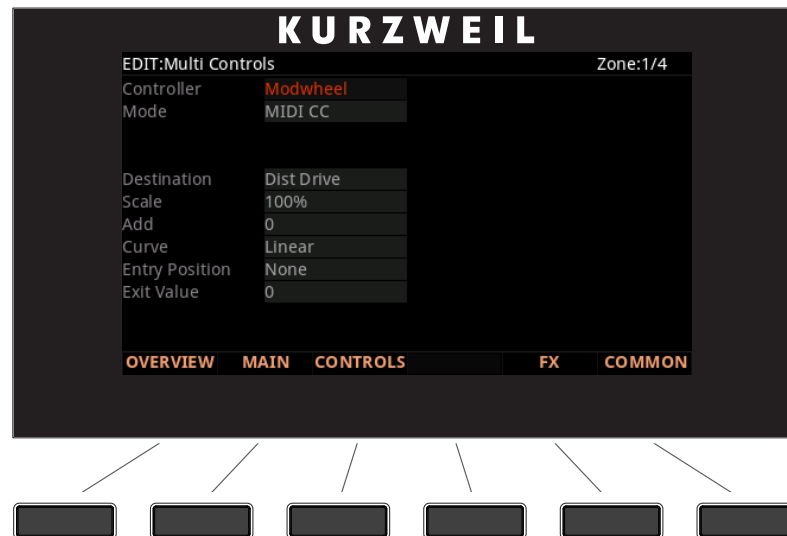 KURZWEIL
EDIT:Multi Controls Zone:1/4
Controller Modwheel
Mode MIDI CC
Destination Dist Drive
Scale 100%
Add 0
Curve Linear
Entry Position None
Exit Value 0
OVERVIEW MAIN CONTROLS FX COMMON